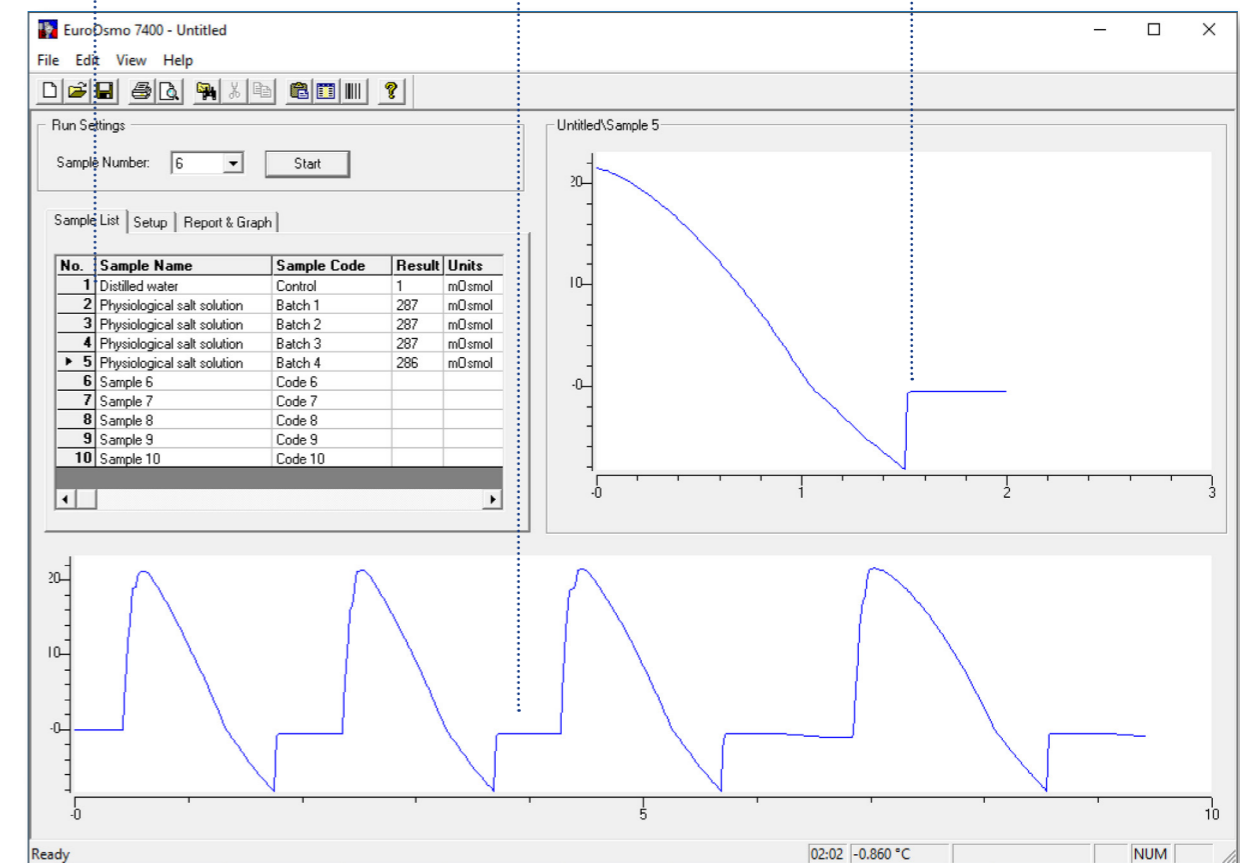 EuroOsmo 7400 - Untitled
File Edit View Help
Run Settings
Sample Number: 6 Start
Sample List Setup Report & Graph
No. Sample Name Sample Code Result Units
1 Distilled water Control 1 mOsmol
2 Physiological salt solution Batch 1 287 mOsmol
3 Physiological salt solution Batch 2 287 mOsmol
4 Physiological salt solution Batch 3 287 mOsmol
5 Physiological salt solution Batch 4 286 mOsmol
6 Sample 6 Code 6
7 Sample 7 Code 7
8 Sample 8 Code 8
9 Sample 9 Code 9
10 Sample 10 Code 10
Untitled\Sample 5
20
10
-0
-0 1 2 3
20
10
-0
-0 5 10
Ready 02:02 -0.860 °C NUM